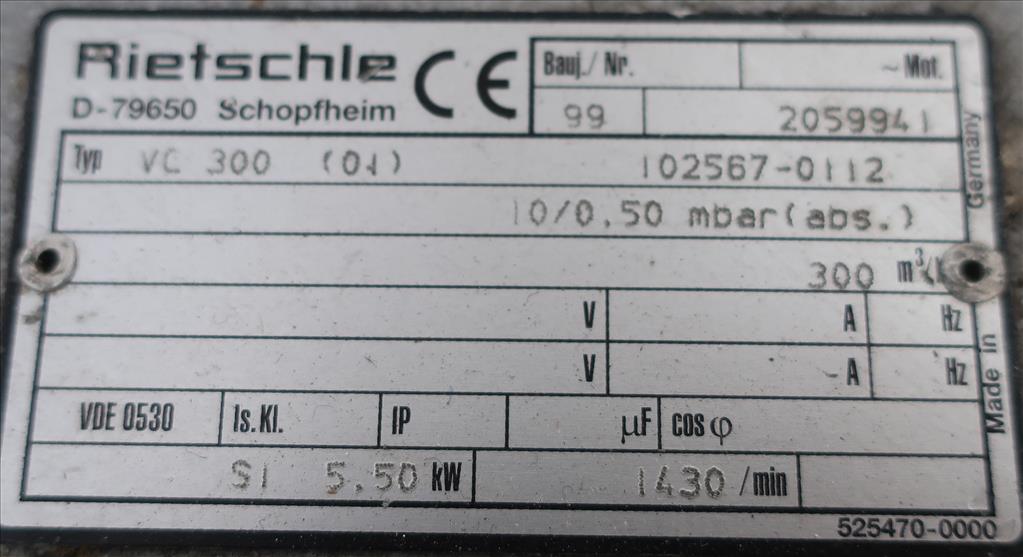 Rietschle CE
D-79650 Schopfheim
Bauj./ Nr. ~ Mot.
99 2059941
Typ VC 300 (01) 102567-0112
10/0.50 mbar(abs.)
300 m³/
V A Hz
V ~ A Hz
VDE 0530 Is. Kl. IP µF cos φ
S1 5.50 kW 1430 /min
525470-0000
Made in Germany